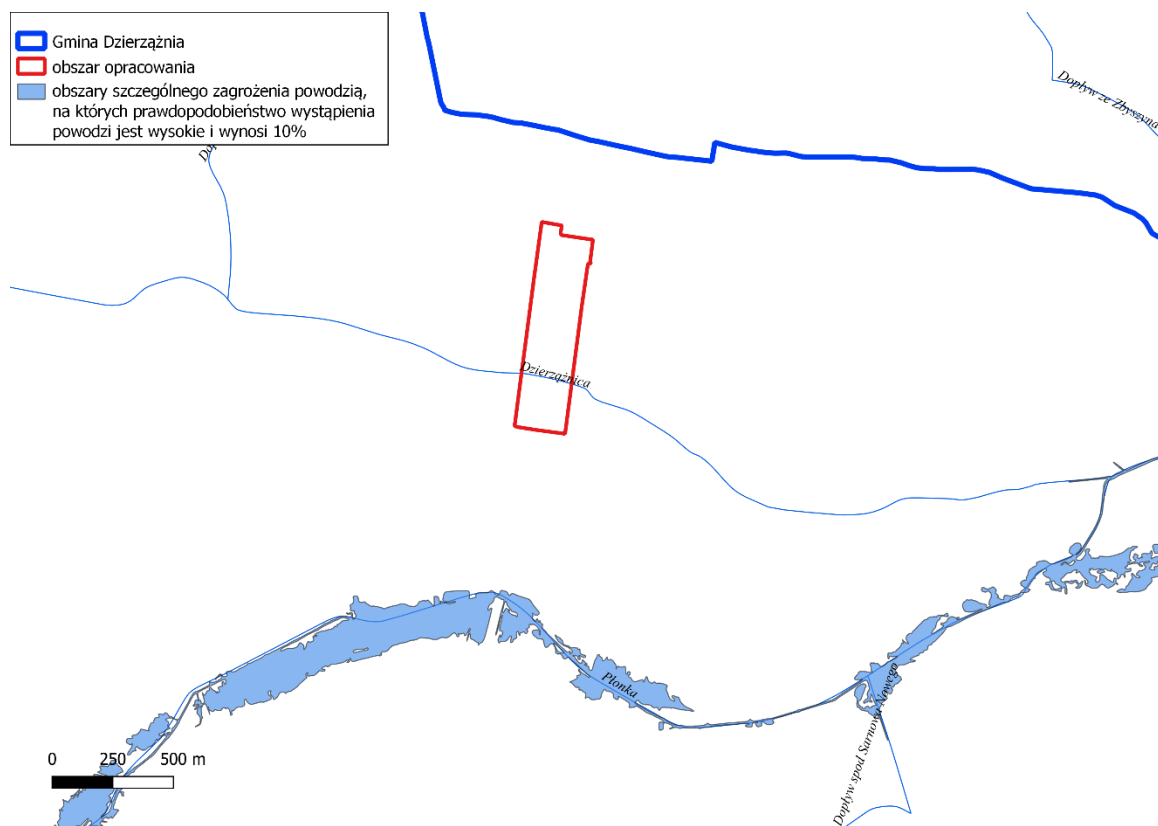 Gmina Dzierzążnia
obszar opracowania
obszary szczególnego zagrożenia powodzią,
na których prawdopodobieństwo wystąpienia
powodzi jest wysokie i wynosi 10%
Dopływ ze Zbyszyna
Dzierzążnica
Płonka
Dopływ spod Sarnowa Nowego
0 250 500 m